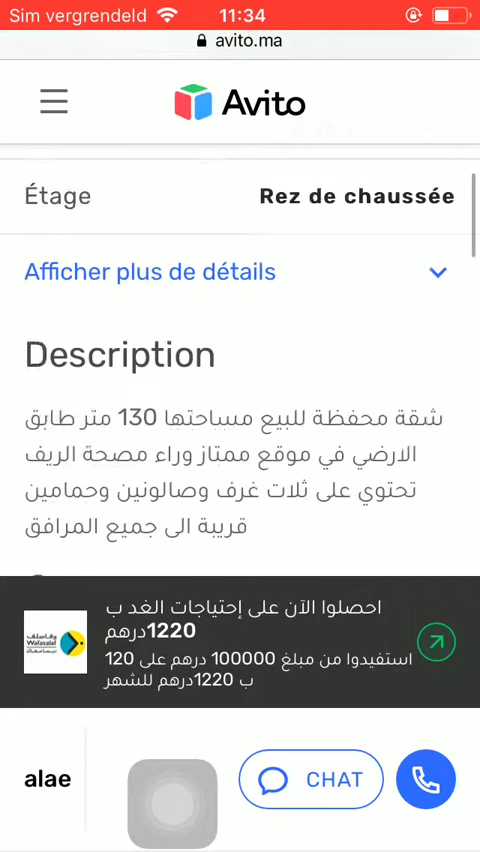 Sim vergrendeld 11:34
avito.ma
Avito
Étage Rez de chaussée
Afficher plus de détails
Description
شقة محفظة للبيع مساحتها 130 متر طابق
الارضي في موقع ممتاز وراء مصحة الريف
تحتوي على ثلات غرف وصالونين وحمامين
قريبة الى جميع المرافق
احصلوا الآن على إحتياجات الغد ب
1220درهم
استفيدوا من مبلغ 100000 درهم على 120
ب 1220درهم للشهر
وفاسلف
Wafasalaf
alae
CHAT